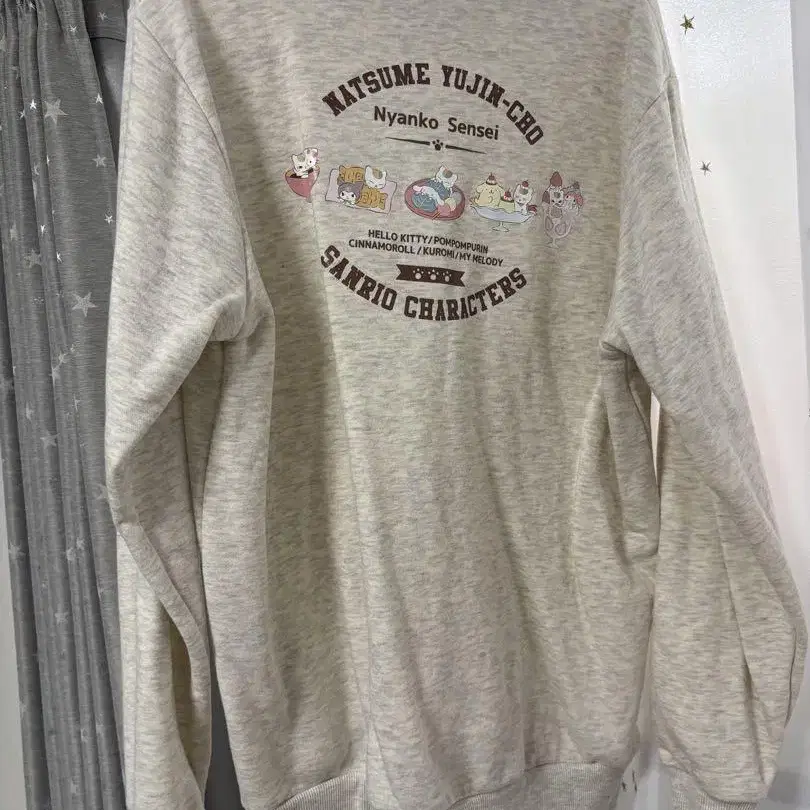 NATSUME YUJIN-CHO
Nyanko Sensei
HELLO KITTY/POMPOMPURIN
CINNAMOROLL/KUROMI/MY MELODY
SANRIO CHARACTERS